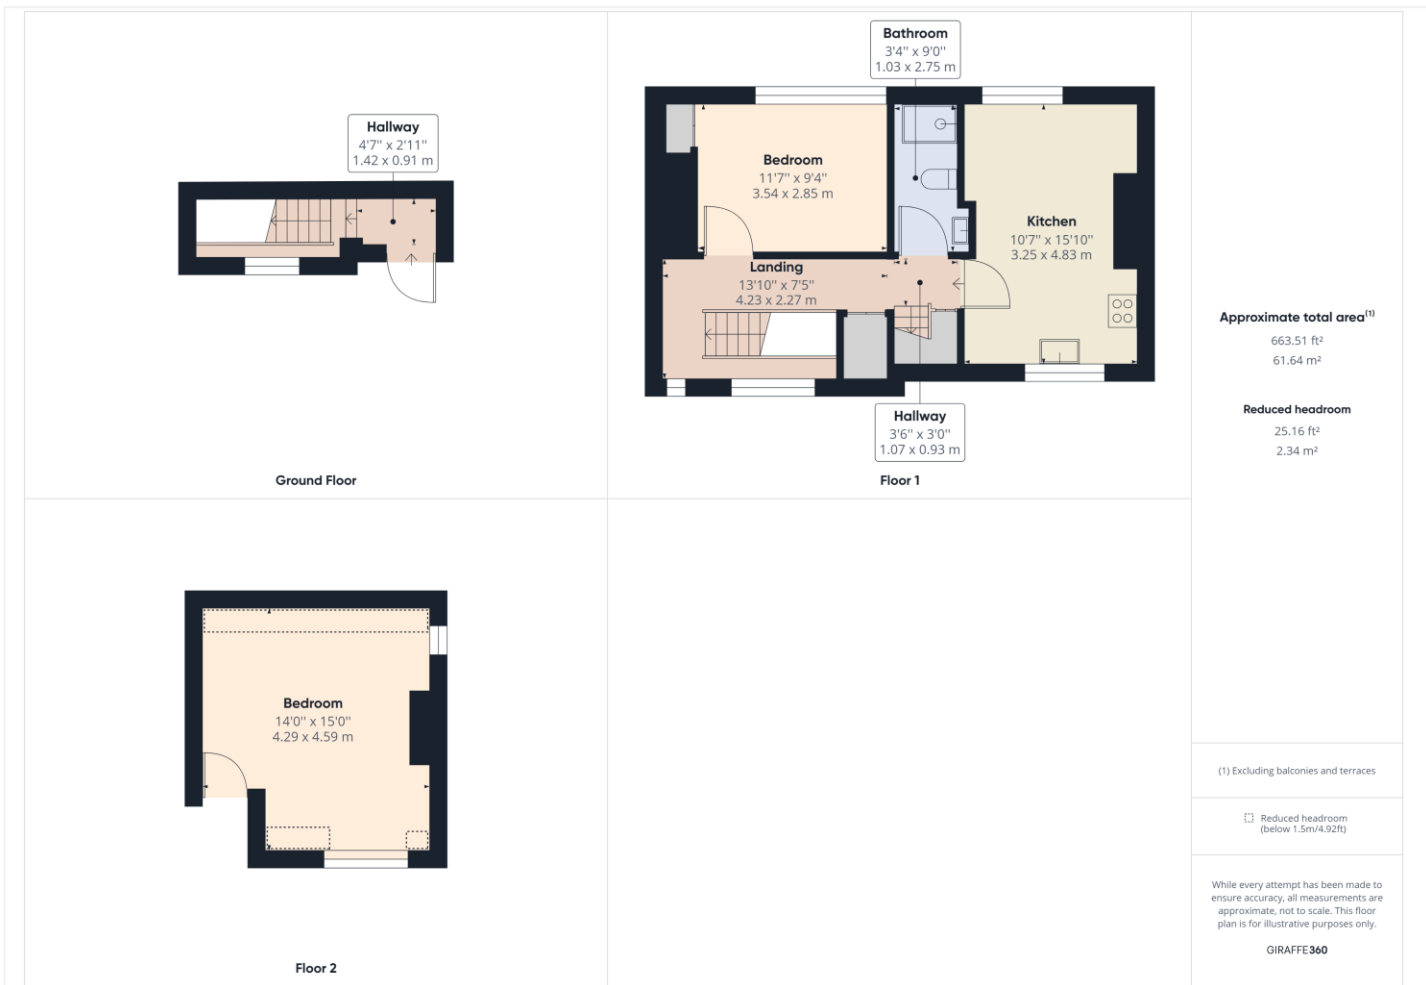 Hallway
4'7" x 2'11"
1.42 x 0.91 m
Ground Floor
Bathroom
3'4" x 9'0"
1.03 x 2.75 m
Bedroom
11'7" x 9'4"
3.54 x 2.85 m
Kitchen
10'7" x 15'10"
3.25 x 4.83 m
Landing
13'10" x 7'5"
4.23 x 2.27 m
Hallway
3'6" x 3'0"
1.07 x 0.93 m
Floor 1
Bedroom
14'0" x 15'0"
4.29 x 4.59 m
Floor 2
Approximate total area(1)
663.51 ft²
61.64 m²
Reduced headroom
25.16 ft²
2.34 m²
(1) Excluding balconies and terraces
Reduced headroom
(below 1.5m/4.92ft)
While every attempt has been made to
ensure accuracy, all measurements are
approximate, not to scale. This floor
plan is for illustrative purposes only.
GIRAFFE360